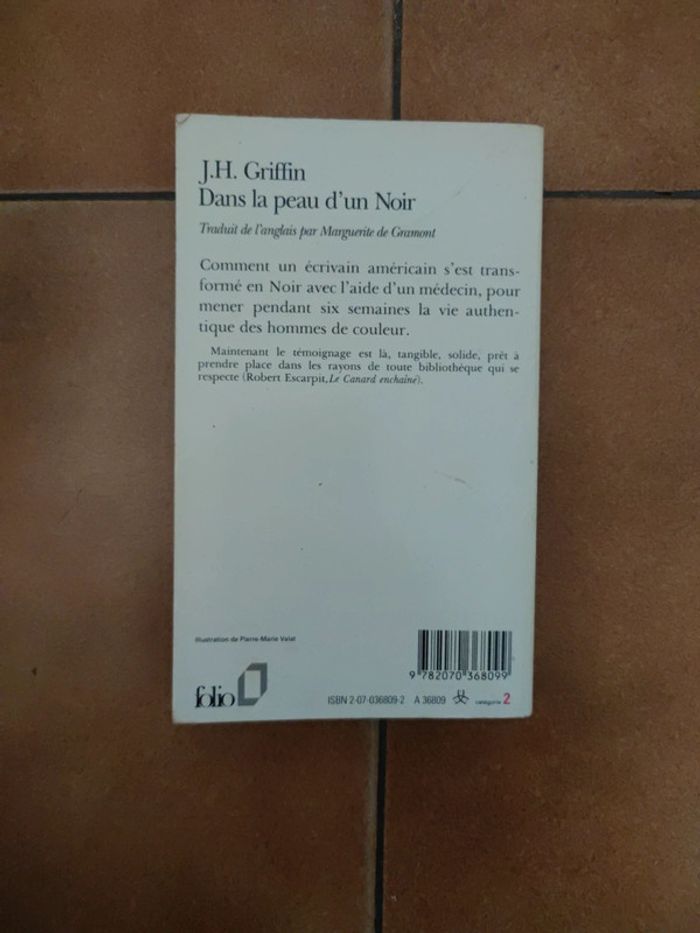 J.H. Griffin
Dans la peau d'un Noir
Traduit de l'anglais par Marguerite de Gramont
Comment un écrivain américain s'est trans-
formé en Noir avec l'aide d'un médecin, pour
mener pendant six semaines la vie authen-
tique des hommes de couleur.
Maintenant le témoignage est là, tangible, solide, prêt à
prendre place dans les rayons de toute bibliothèque qui se
respecte (Robert Escarpit, Le Canard enchaîné).
Illustration de Pierre-Marie Valat
9 782070 368099
folio
ISBN 2-07-036809-2 A 36809 catégorie 2